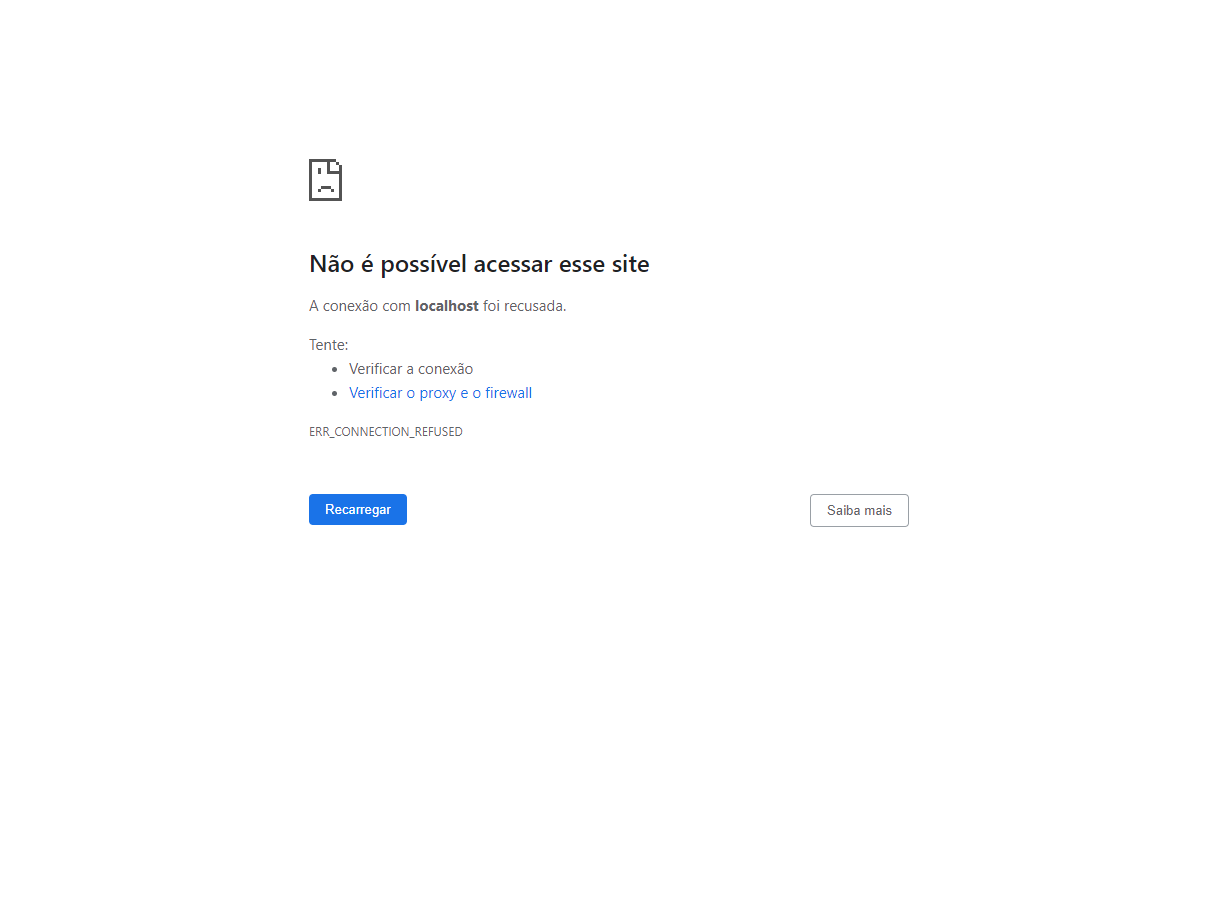 Não é possível acessar esse site
A conexão com localhost foi recusada.
Tente:
Verificar a conexão
Verificar o proxy e o firewall
ERR_CONNECTION_REFUSED
Recarregar
Saiba mais